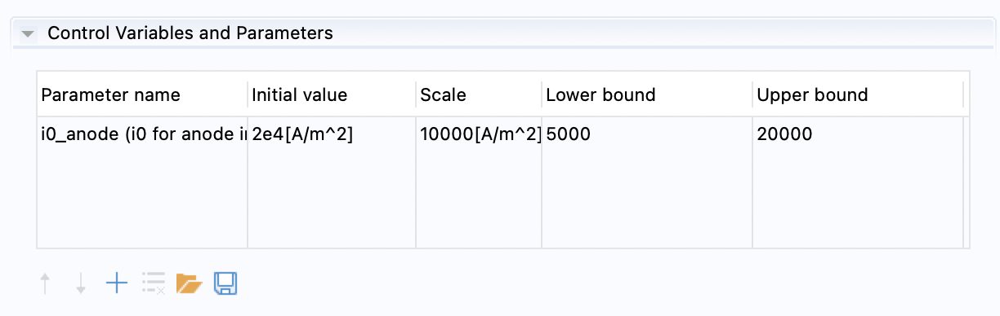 Control Variables and Parameters
Parameter name Initial value Scale Lower bound Upper bound
i0_anode (i0 for anode i 2e4[A/m^2] 10000[A/m^2] 5000 20000